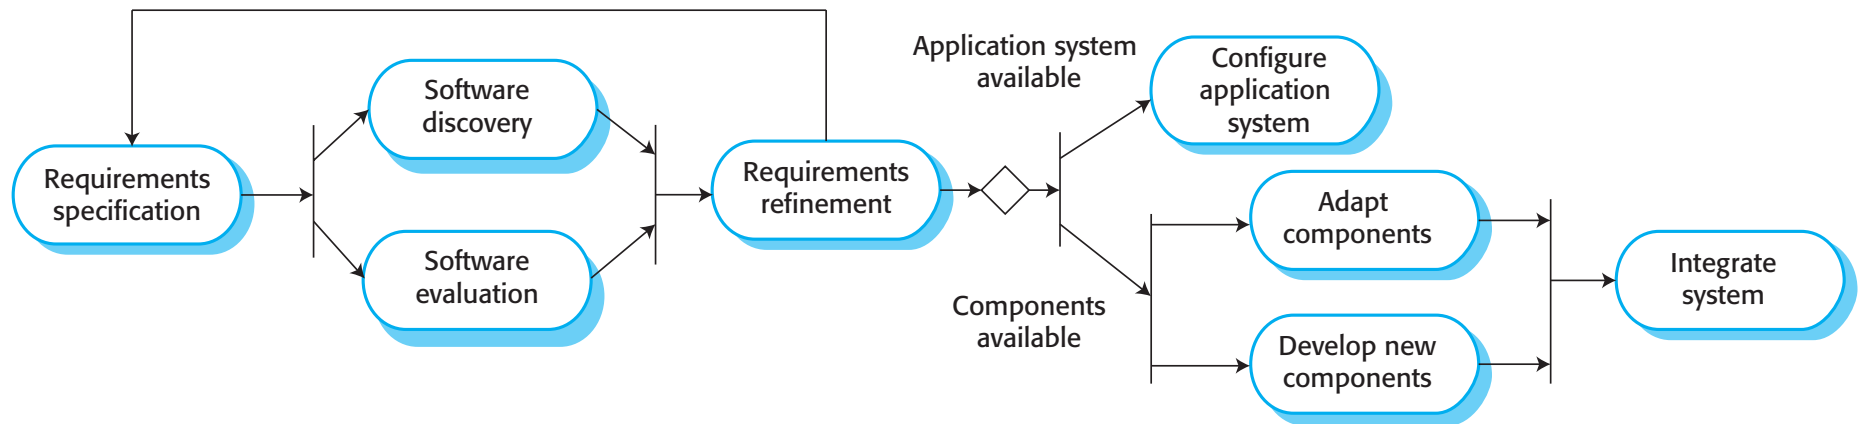 Requirements
specification
Software
discovery
Software
evaluation
Requirements
refinement
Application system
available
Configure
application
system
Components
available
Adapt
components
Develop new
components
Integrate
system